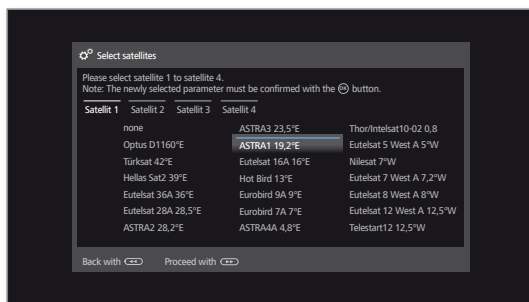 Select satellites
Please select satellite 1 to satellite 4.
Note: The newly selected parameter must be confirmed with the OK button.
Satellit 1 Satellit 2 Satellit 3 Satellit 4
none ASTRA3 23,5°E Thor/Intelsat10-02 0,8
Optus D1160°E ASTRA1 19,2°E Eutelsat 5 West A 5°W
Türksat 42°E Eutelsat 16A 16°E Nilesat 7°W
Hellas Sat2 39°E Hot Bird 13°E Eutelsat 7 West A 7,2°W
Eutelsat 36A 36°E Eurobird 9A 9°E Eutelsat 8 West A 8°W
Eutelsat 28A 28,5°E Eurobird 7A 7°E Eutelsat 12 West A 12,5°W
ASTRA2 28,2°E ASTRA4A 4,8°E Telestart12 12,5°W
Back with Proceed with